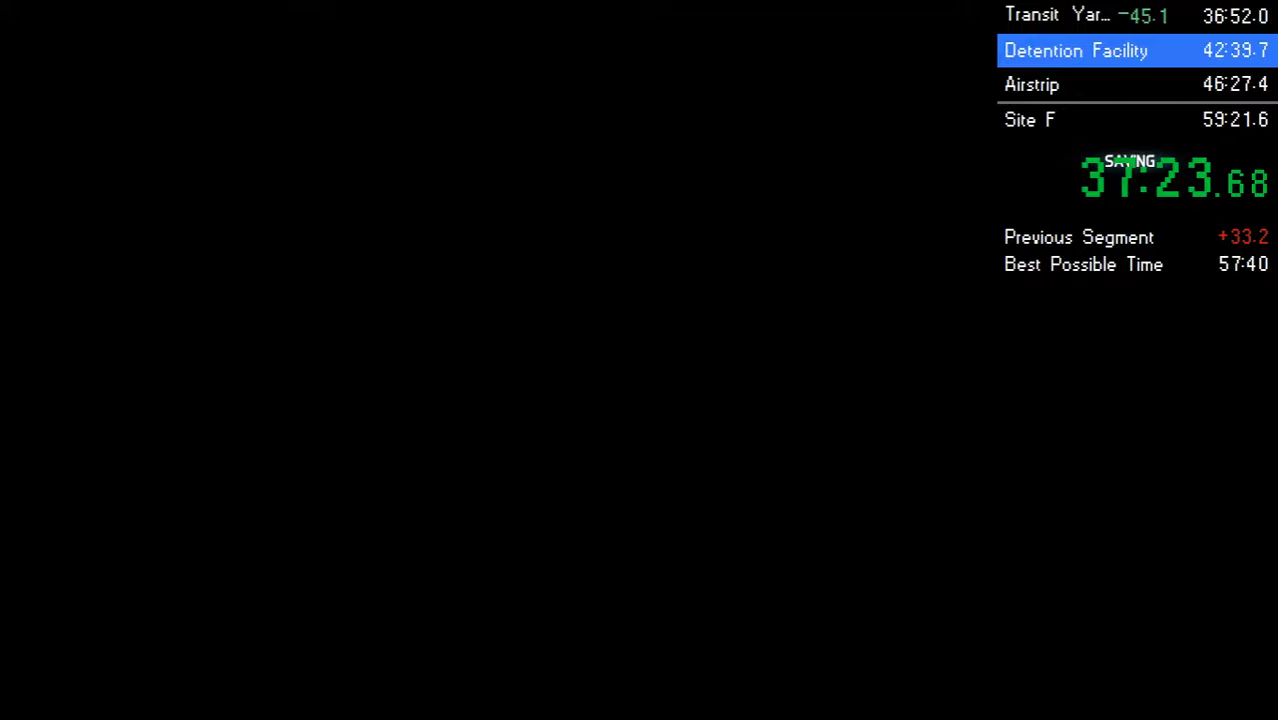 Transit Yar... -45.1 36:52.0
Detention Facility 42:39.7
Airstrip 46:27.4
Site F 59:21.6
SAVING
37:23.68
Previous Segment +33.2
Best Possible Time 57:40